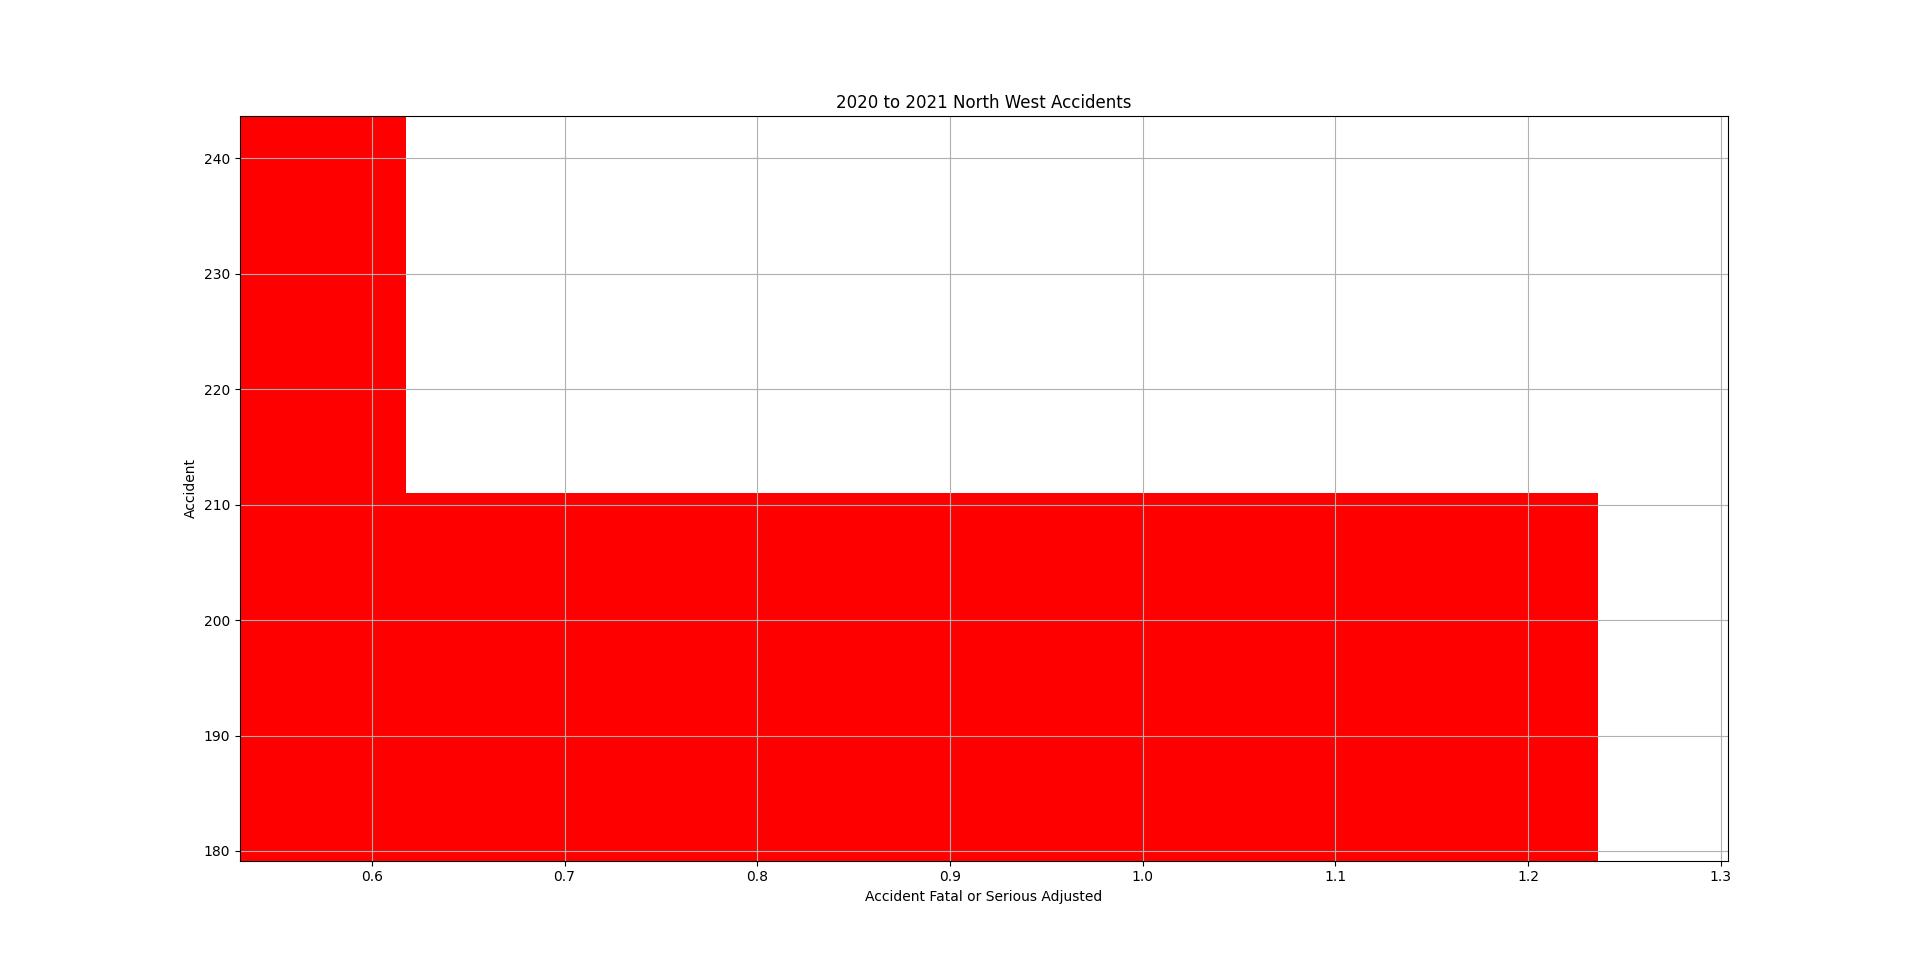 2020 to 2021 North West Accidents
240
230
220
210
200
190
180
Accident
0.6 0.7 0.8 0.9 1.0 1.1 1.2 1.3
Accident Fatal or Serious Adjusted